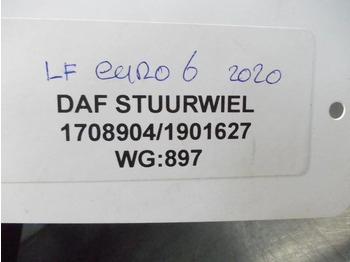 LF euro 6 2020
DAF STUURWIEL
1708904/1901627
WG:897